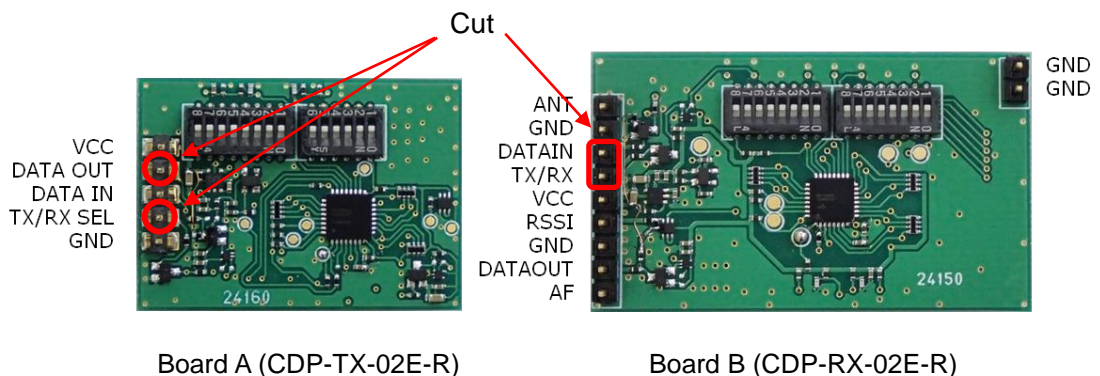 Cut
VCC
DATA OUT
DATA IN
TX/RX SEL
GND
24160
ANT
GND
DATAIN
TX/RX
VCC
RSSI
GND
DATAOUT
AF
GND
GND
24150
Board A (CDP-TX-02E-R)
Board B (CDP-RX-02E-R)